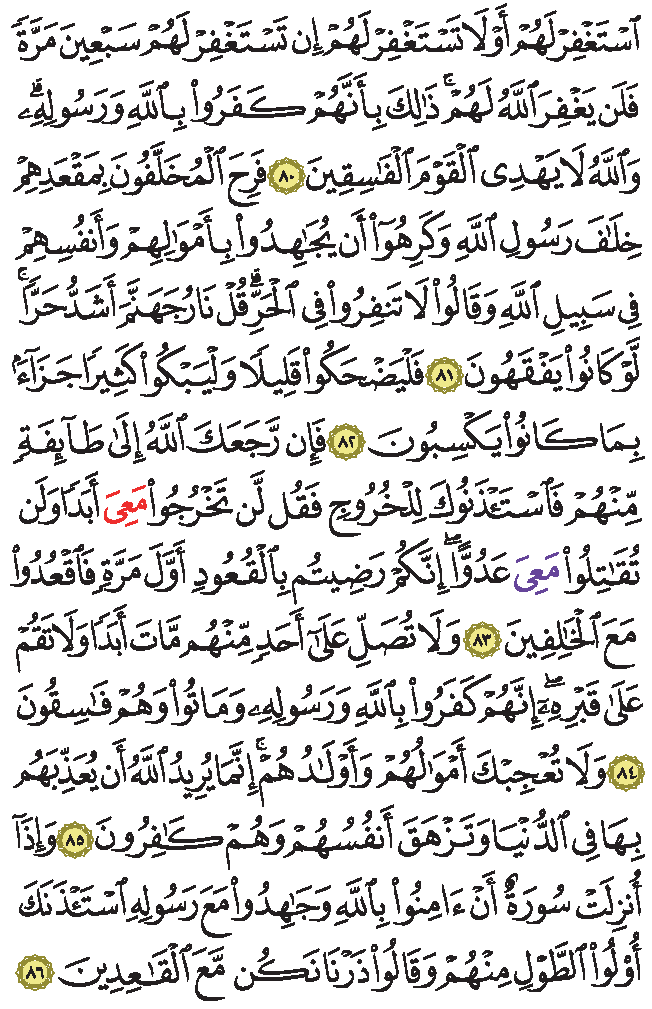 ٱسۡتَغۡفِرۡ لَهُمۡ أَوۡ لَا تَسۡتَغۡفِرۡ لَهُمۡ إِن تَسۡتَغۡفِرۡ لَهُمۡ سَبۡعِينَ مَرَّةٗ
فَلَن يَغۡفِرَ ٱللَّهُ لَهُمۡۚ ذَٰلِكَ بِأَنَّهُمۡ كَفَرُواْ بِٱللَّهِ وَرَسُولِهِۦۗ
وَٱللَّهُ لَا يَهۡدِي ٱلۡقَوۡمَ ٱلۡفَٰسِقِينَ ٨٠ فَرِحَ ٱلۡمُخَلَّفُونَ بِمَقۡعَدِهِمۡ
خِلَٰفَ رَسُولِ ٱللَّهِ وَكَرِهُوٓاْ أَن يُجَٰهِدُواْ بِأَمۡوَٰلِهِمۡ وَأَنفُسِهِمۡ
فِي سَبِيلِ ٱللَّهِ وَقَالُواْ لَا تَنفِرُواْ فِي ٱلۡحَرِّۗ قُلۡ نَارُ جَهَنَّمَ أَشَدُّ حَرّٗاۚ
لَّوۡ كَانُواْ يَفۡقَهُونَ ٨١ فَلۡيَضۡحَكُواْ قَلِيلٗا وَلۡيَبۡكُواْ كَثِيرٗا جَزَآءَۢ
بِمَا كَانُواْ يَكۡسِبُونَ ٨٢ فَإِن رَّجَعَكَ ٱللَّهُ إِلَىٰ طَآئِفَةٖ
مِّنۡهُمۡ فَٱسۡتَـٔۡذَنُوكَ لِلۡخُرُوجِ فَقُل لَّن تَخۡرُجُواْ مَعِيَ أَبَدٗا وَلَن
تُقَٰتِلُواْ مَعِيَ عَدُوًّاۖ إِنَّكُمۡ رَضِيتُم بِٱلۡقُعُودِ أَوَّلَ مَرَّةٖ فَٱقۡعُدُواْ
مَعَ ٱلۡخَٰلِفِينَ ٨٣ وَلَا تُصَلِّ عَلَىٰٓ أَحَدٖ مِّنۡهُم مَّاتَ أَبَدٗا وَلَا تَقُمۡ
عَلَىٰ قَبۡرِهِۦٓۖ إِنَّهُمۡ كَفَرُواْ بِٱللَّهِ وَرَسُولِهِۦ وَمَاتُواْ وَهُمۡ فَٰسِقُونَ
٨٤ وَلَا تُعۡجِبۡكَ أَمۡوَٰلُهُمۡ وَأَوۡلَٰدُهُمۡۚ إِنَّمَا يُرِيدُ ٱللَّهُ أَن يُعَذِّبَهُم
بِهَا فِي ٱلدُّنۡيَا وَتَزۡهَقَ أَنفُسُهُمۡ وَهُمۡ كَٰفِرُونَ ٨٥ وَإِذَآ
أُنزِلَتۡ سُورَةٌ أَنۡ ءَامِنُواْ بِٱللَّهِ وَجَٰهِدُواْ مَعَ رَسُولِهِ ٱسۡتَـٔۡذَنَكَ
أُوْلُواْ ٱلطَّوۡلِ مِنۡهُمۡ وَقَالُواْ ذَرۡنَا نَكُن مَّعَ ٱلۡقَٰعِدِينَ ٨٦